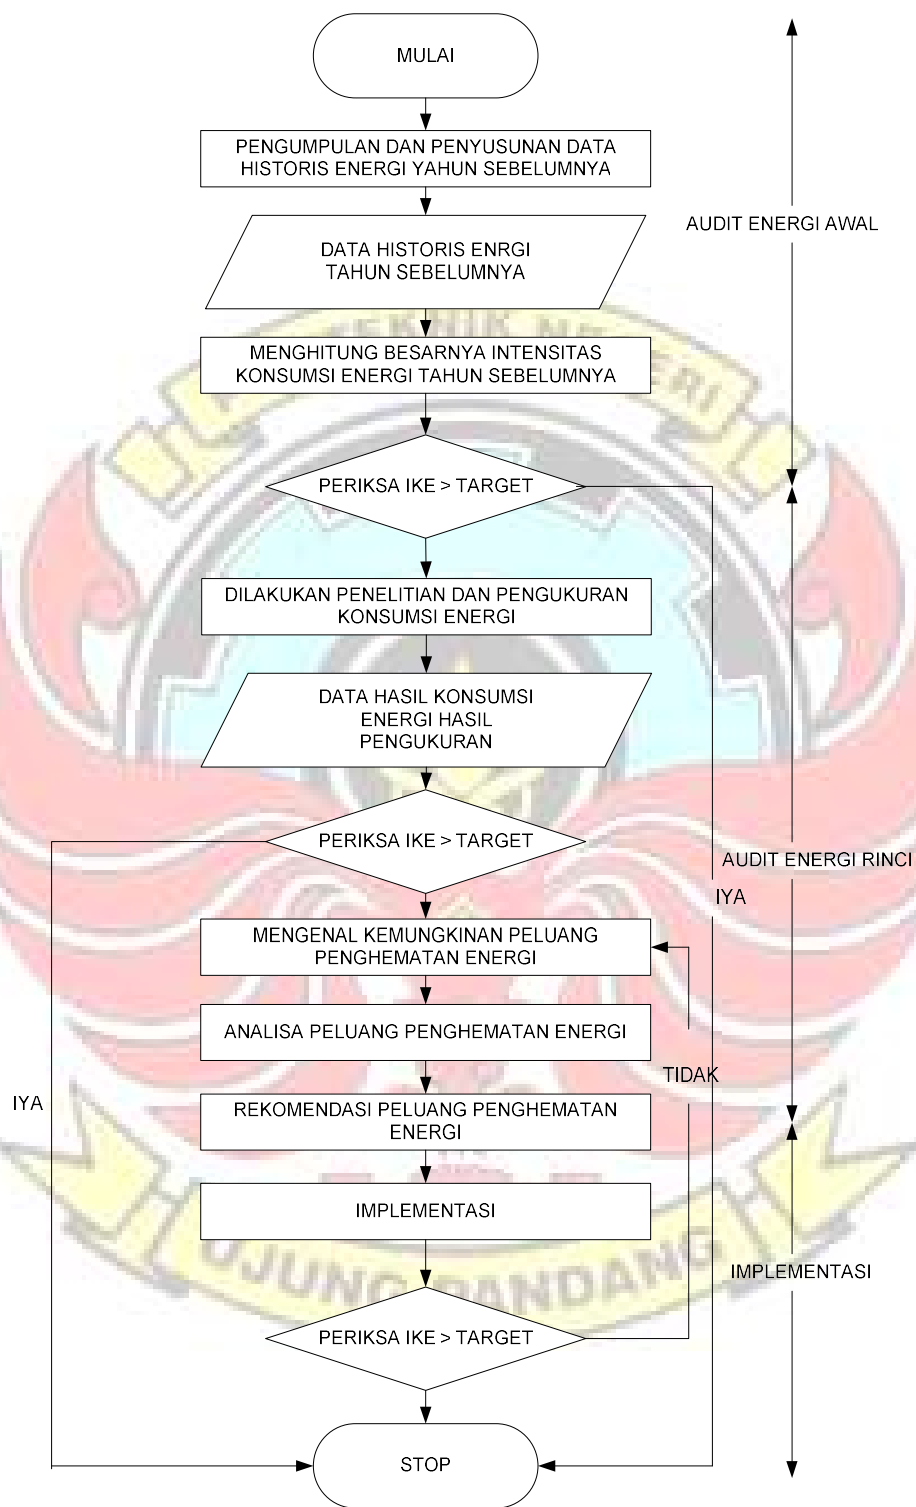 MULAI
PENGUMPULAN DAN PENYUSUNAN DATA
HISTORIS ENERGI YAHUN SEBELUMNYA
AUDIT ENERGI AWAL
DATA HISTORIS ENRGI
TAHUN SEBELUMNYA
MENGHITUNG BESARNYA INTENSITAS
KONSUMSI ENERGI TAHUN SEBELUMNYA
PERIKSA IKE > TARGET
DILAKUKAN PENELITIAN DAN PENGUKURAN
KONSUMSI ENERGI
DATA HASIL KONSUMSI
ENERGI HASIL
PENGUKURAN
PERIKSA IKE > TARGET
AUDIT ENERGI RINCI
IYA
MENGENAL KEMUNGKINAN PELUANG
PENGHEMATAN ENERGI
ANALISA PELUANG PENGHEMATAN ENERGI
TIDAK
IYA
REKOMENDASI PELUANG PENGHEMATAN
ENERGI
IMPLEMENTASI
UJUNG PANDANG
IMPLEMENTASI
PERIKSA IKE > TARGET
STOP